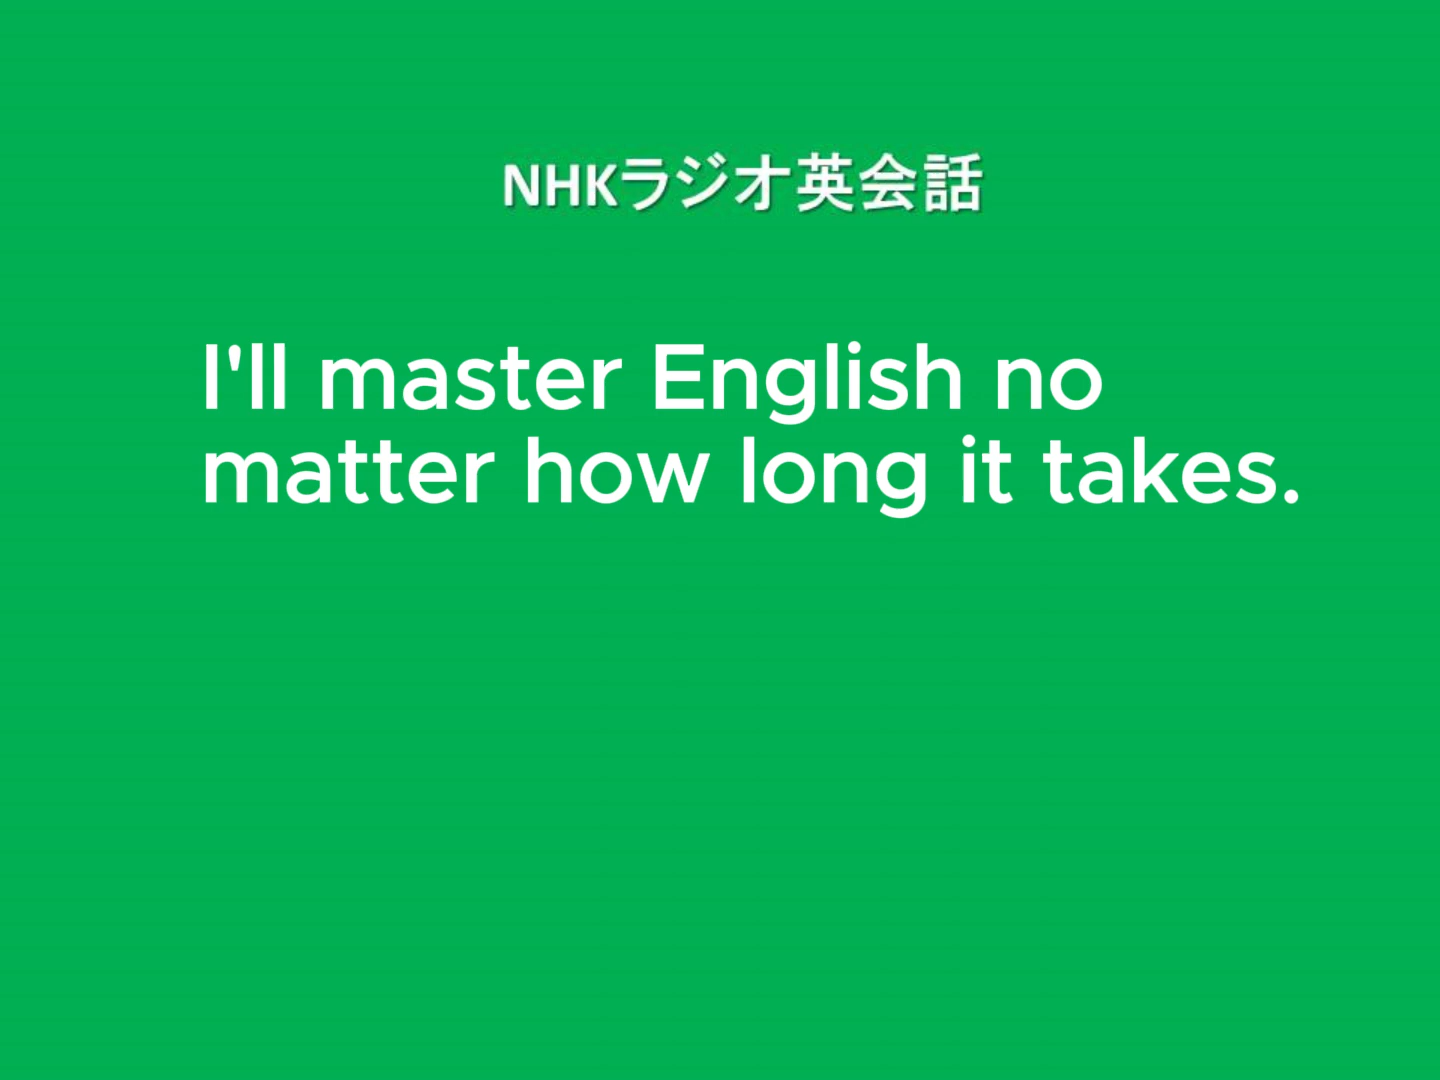 NHKラジオ英会話
I'll master English no
matter how long it takes.